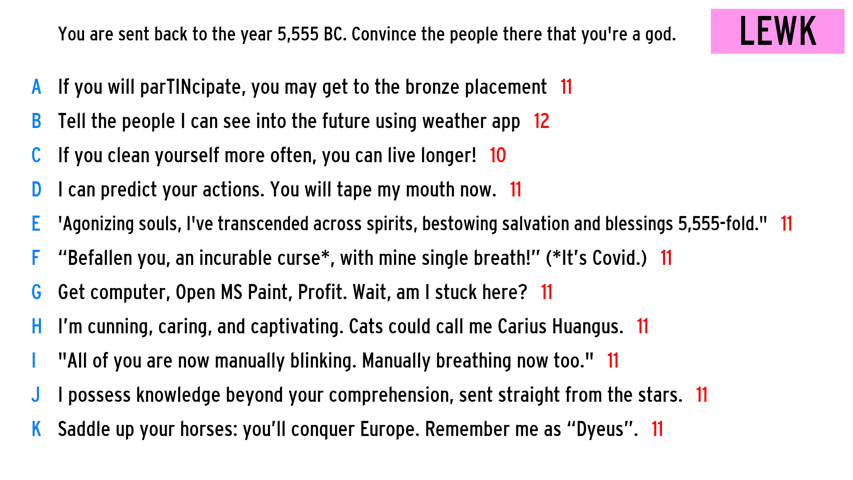 You are sent back to the year 5,555 BC. Convince the people there that you're a god. LEWK
A If you will parTINcipate, you may get to the bronze placement 11
B Tell the people I can see into the future using weather app 12
C If you clean yourself more often, you can live longer! 10
D I can predict your actions. You will tape my mouth now. 11
E 'Agonizing souls, I've transcended across spirits, bestowing salvation and blessings 5,555-fold." 11
F “Befallen you, an incurable curse*, with mine single breath!” (*It’s Covid.) 11
G Get computer, Open MS Paint, Profit. Wait, am I stuck here? 11
H I’m cunning, caring, and captivating. Cats could call me Carius Huangus. 11
I "All of you are now manually blinking. Manually breathing now too." 11
J I possess knowledge beyond your comprehension, sent straight from the stars. 11
K Saddle up your horses: you’ll conquer Europe. Remember me as “Dyeus”. 11